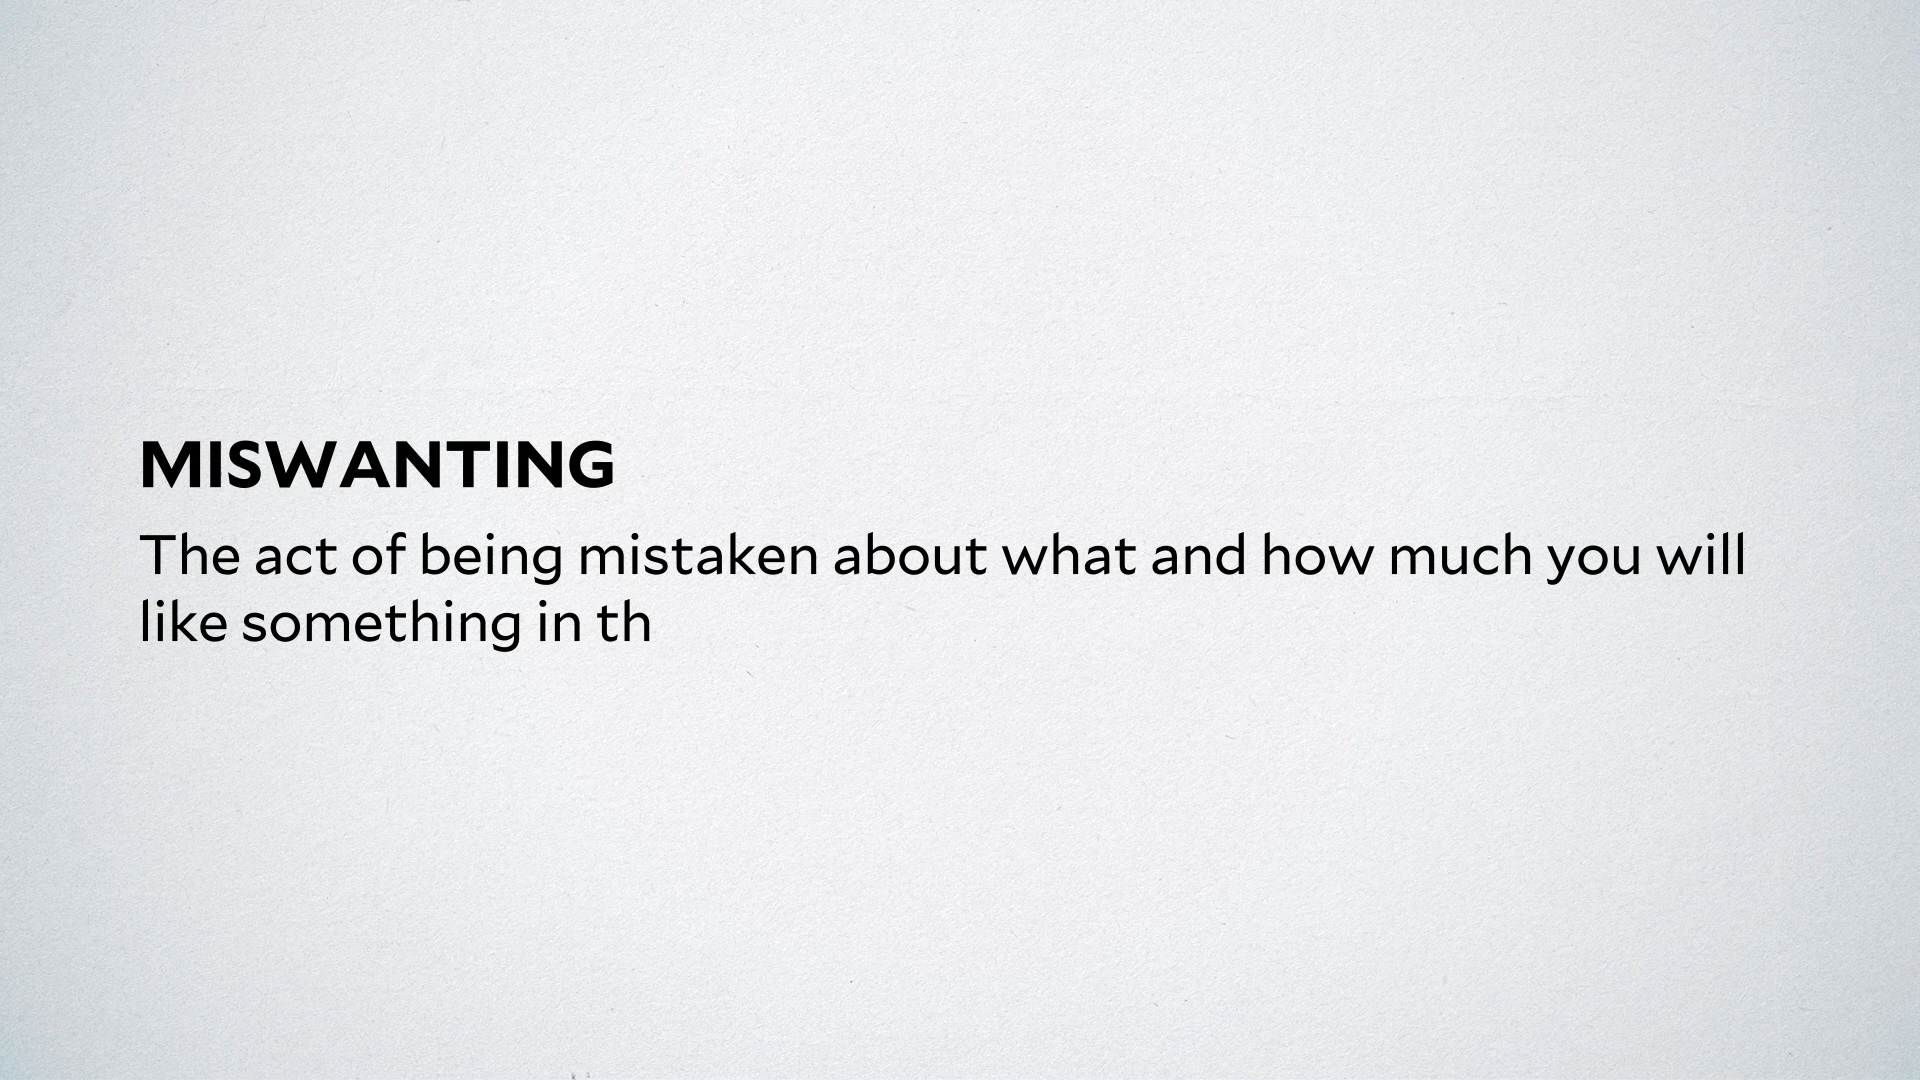 MISWANTING
The act of being mistaken about what and how much you will
like something in th